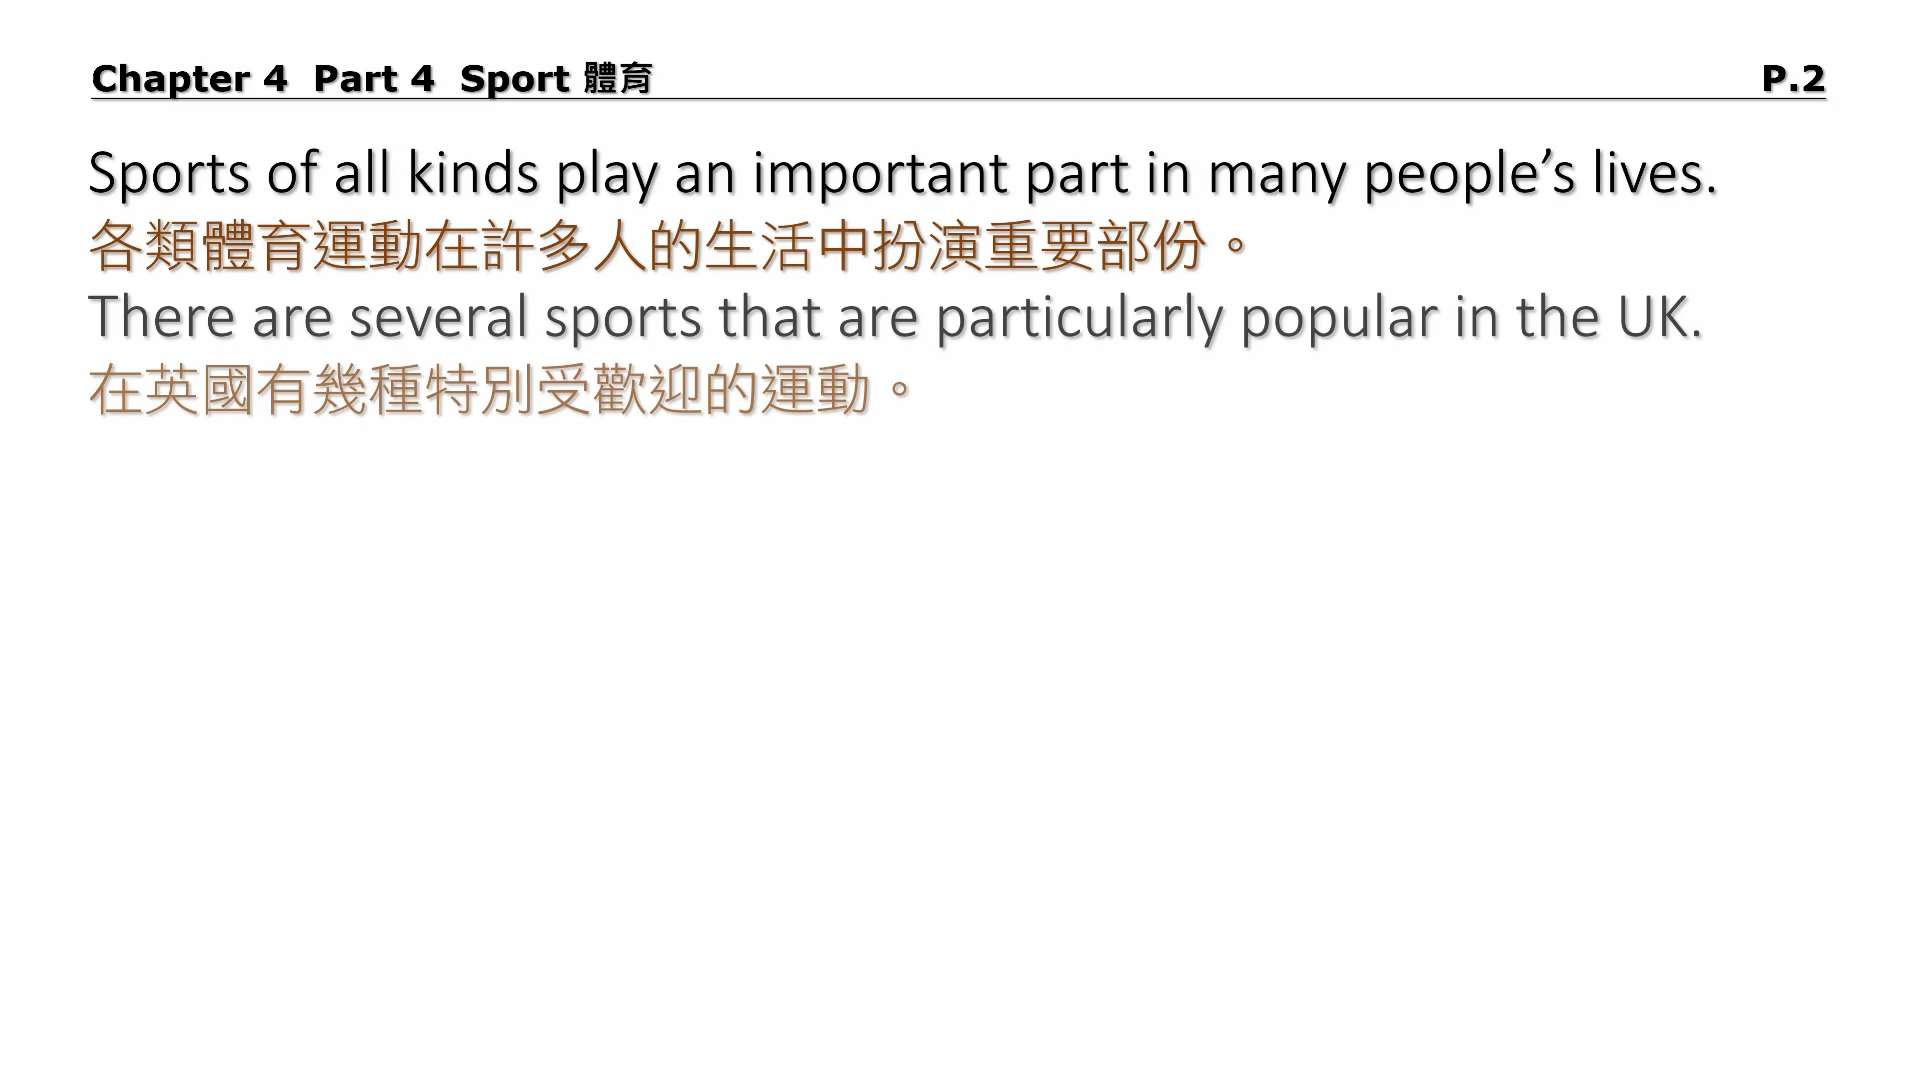 Chapter 4  Part 4  Sport 體育 P.2
Sports of all kinds play an important part in many people’s lives.
各類體育運動在許多人的生活中扮演重要部份。
There are several sports that are particularly popular in the UK.
在英國有幾種特別受歡迎的運動。